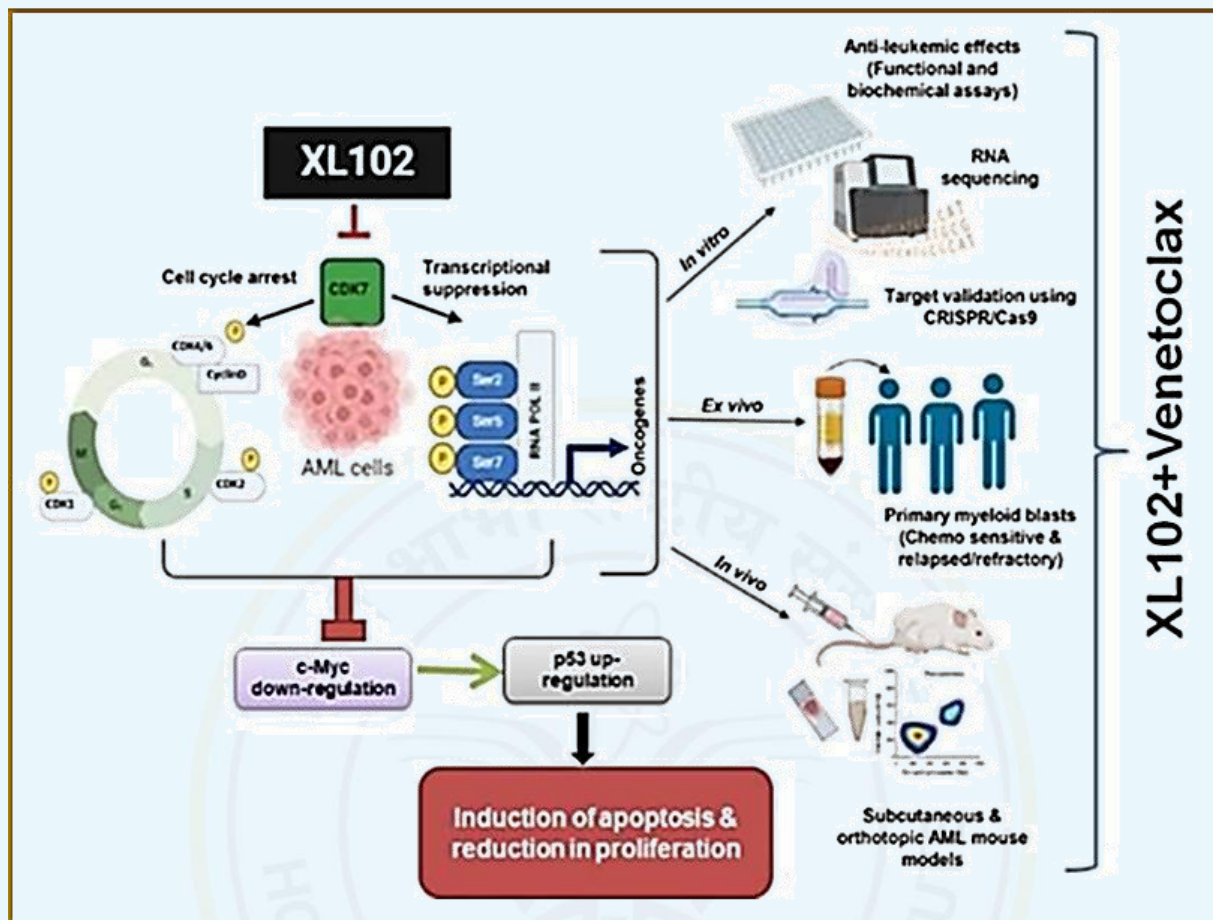 XL102
CDK7
Cell cycle arrest
Transcriptional
suppression
P
CDK4/6
CyclinD
G₁
M
G₂
S
P
CDK1
P
CDK2
AML cells
P
Ser2
P
Ser5
P
Ser7
RNA POL II
Oncogenes
c-Myc
down-regulation
p53 up-
regulation
Induction of apoptosis &
reduction in proliferation
In vitro
Anti-leukemic effects
(Functional and
biochemical assays)
RNA
sequencing
Target validation using
CRISPR/Cas9
Ex vivo
Primary myeloid blasts
(Chemo sensitive &
relapsed/refractory)
In vivo
Subcutaneous &
orthotopic AML mouse
models
XL102+Venetoclax